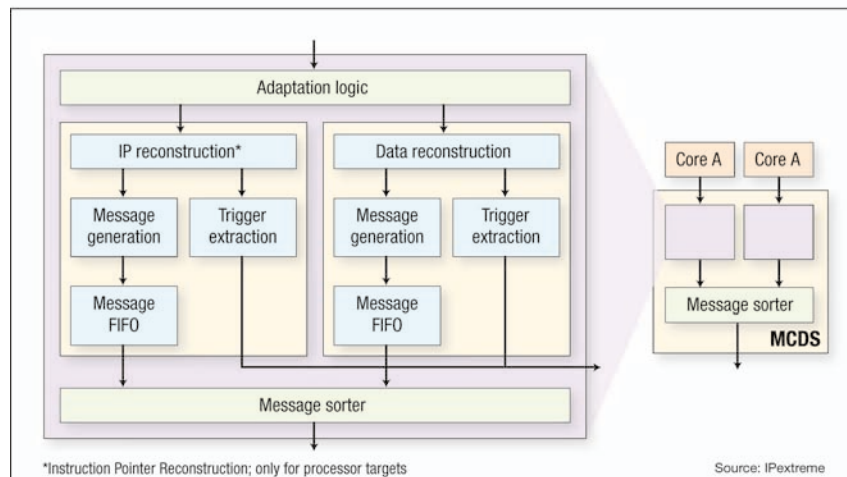 Adaptation logic
IP reconstruction*
Data reconstruction
Message
generation
Trigger
extraction
Message
generation
Trigger
extraction
Message
FIFO
Message
FIFO
Message sorter
Core A
Core A
Message sorter
MCDS
*Instruction Pointer Reconstruction; only for processor targets
Source: IPextreme